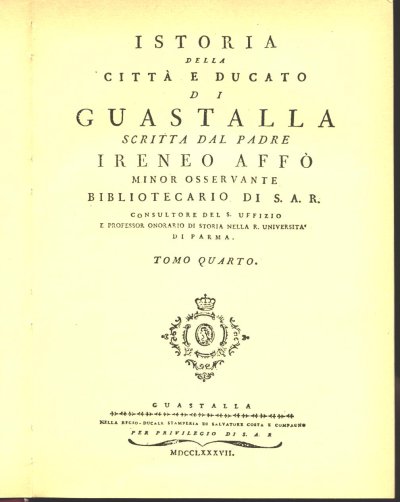 ISTORIA
DELLA
CITTÀ E DUCATO
DI
GUASTALLA
SCRITTA DAL PADRE
IRENEO AFFÒ
MINOR OSSERVANTE
BIBLIOTECARIO DI S. A. R.
CONSULTORE DEL S. UFFIZIO
E PROFESSOR ONORARIO DI STORIA NELLA R. UNIVERSITA'
DI PARMA.
TOMO QUARTO.
GUASTALLA
NELLA REGIO-DUCALE STAMPERIA DI SALVATORE COSTA E COMPAGNO
PER PRIVILEGIO DI S. A. R
MDCCLXXXVII.